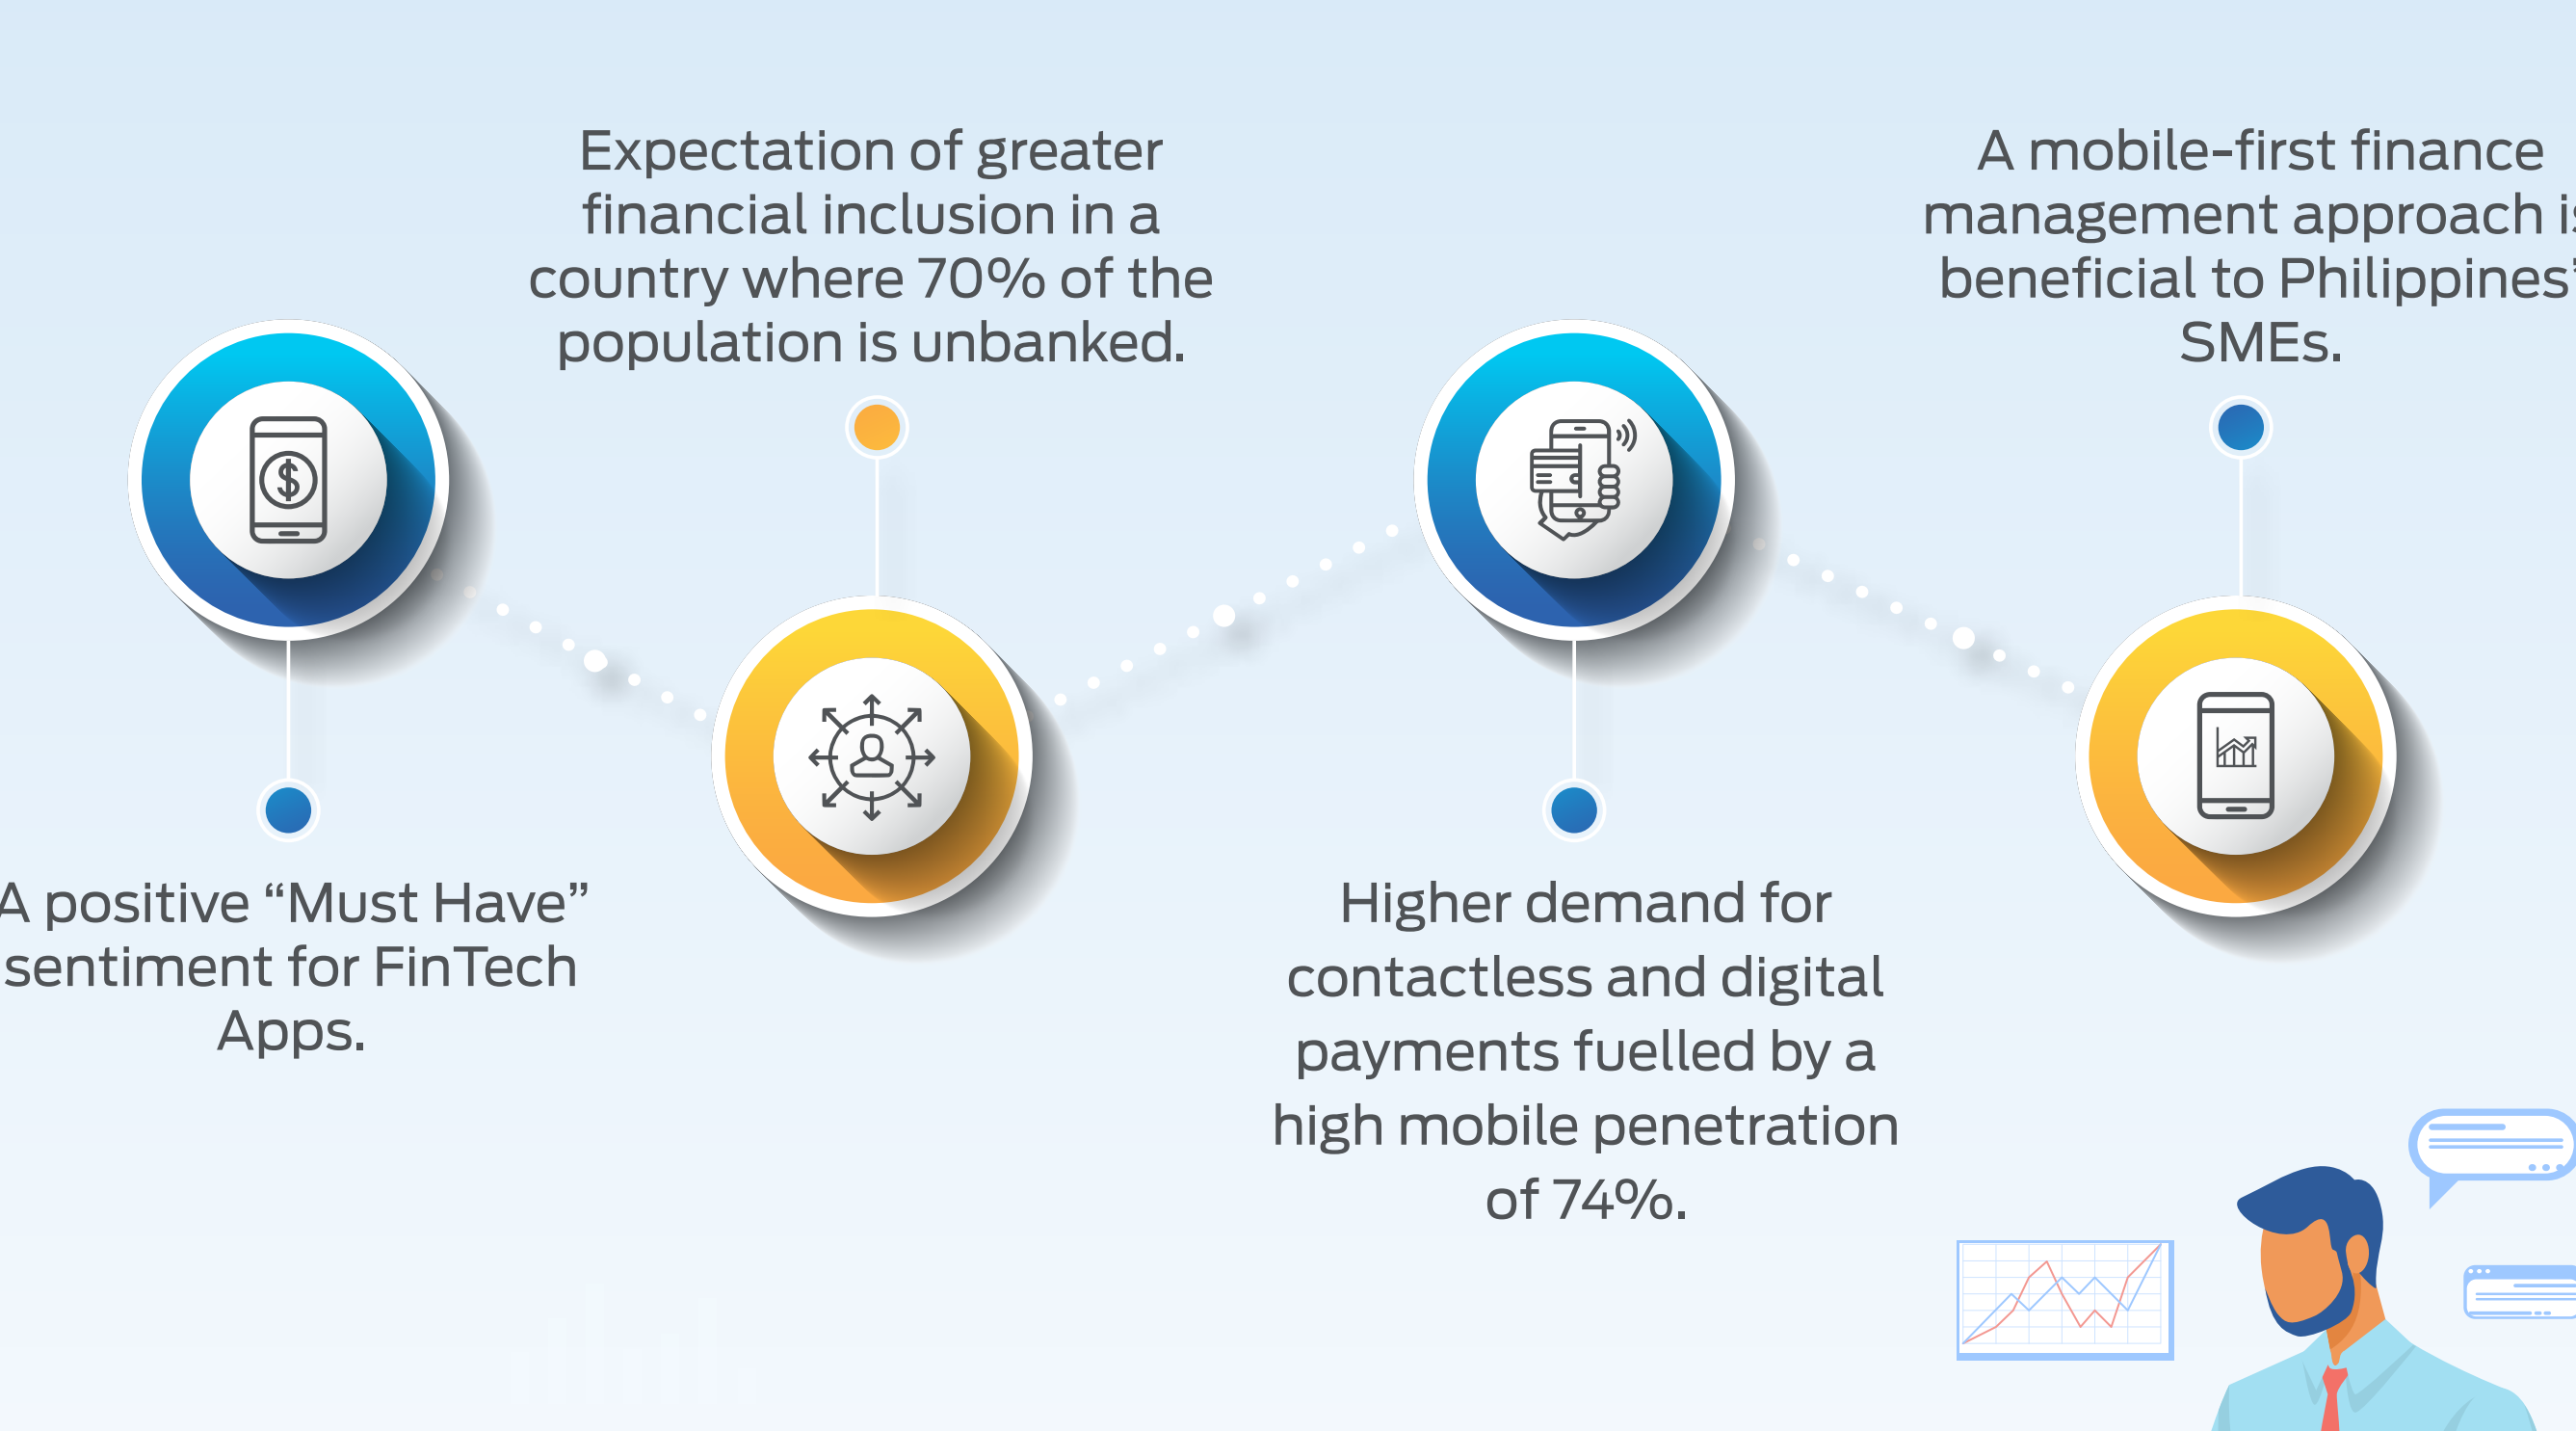 A positive “Must Have”
sentiment for FinTech
Apps.
Expectation of greater
financial inclusion in a
country where 70% of the
population is unbanked.
Higher demand for
contactless and digital
payments fuelled by a
high mobile penetration
of 74%.
A mobile-first finance
management approach is
beneficial to Philippines’
SMEs.